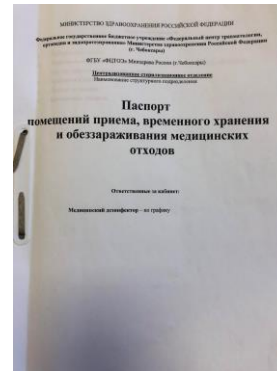 МИНИСТЕРСТВО ЗДРАВООХРАНЕНИЯ РОССИЙСКОЙ ФЕДЕРАЦИИ
Федеральное государственное бюджетное учреждение «Федеральный центр травматологии,
ортопедии и эндопротезирования» Министерства здравоохранения Российской Федерации
(г. Чебоксары)
ФГБУ «ФЦТОЭ» Минздрава России (г. Чебоксары)
Централизованное стерилизационное отделение
Наименование структурного подразделения
Паспорт
помещений приема, временного хранения
и обеззараживания медицинских
отходов
Ответственные за кабинет:
Медицинский дезинфектор – по графику